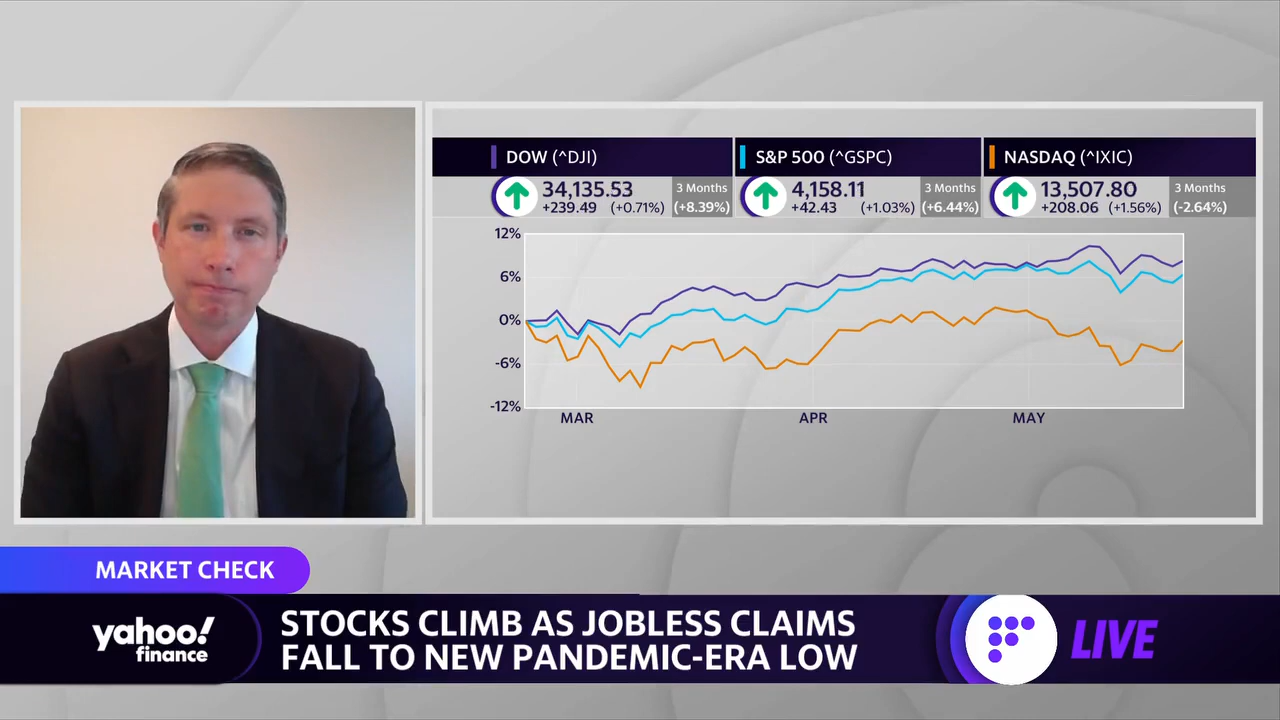 DOW (^DJI)
34,135.53
+239.49 (+0.71%)
3 Months
(+8.39%)
S&P 500 (^GSPC)
4,158.11
+42.43 (+1.03%)
3 Months
(+6.44%)
NASDAQ (^IXIC)
13,507.80
+208.06 (+1.56%)
3 Months
(-2.64%)
12%
6%
0%
-6%
-12%
MAR APR MAY
MARKET CHECK
yahoo!
finance
STOCKS CLIMB AS JOBLESS CLAIMS
FALL TO NEW PANDEMIC-ERA LOW
LIVE